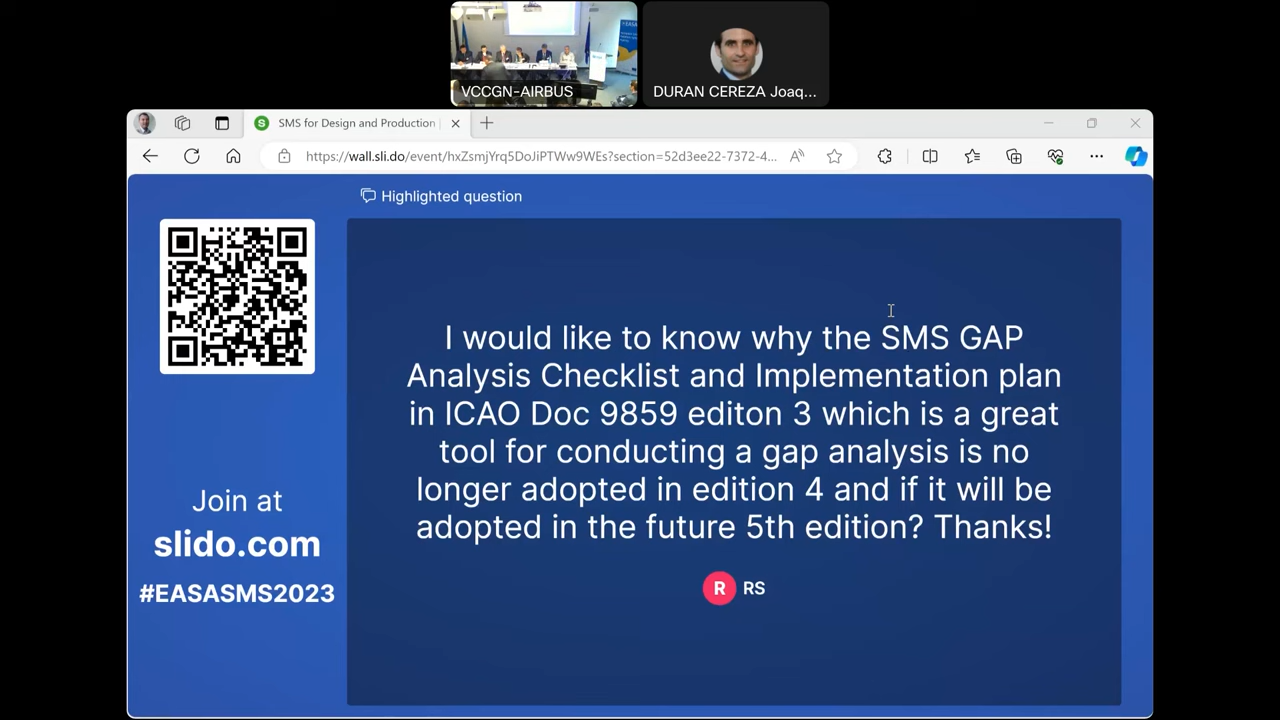 VCCGN-AIRBUS
DURAN CEREZA Joaq...
SMS for Design and Production
https://wall.sli.do/event/hxZsmjYrq5DoJiPTWw9WEs?section=52d3ee22-7372-4...
Highlighted question
I would like to know why the SMS GAP
Analysis Checklist and Implementation plan
in ICAO Doc 9859 editon 3 which is a great
tool for conducting a gap analysis is no
longer adopted in edition 4 and if it will be
adopted in the future 5th edition? Thanks!
R RS
Join at
slido.com
#EASASMS2023